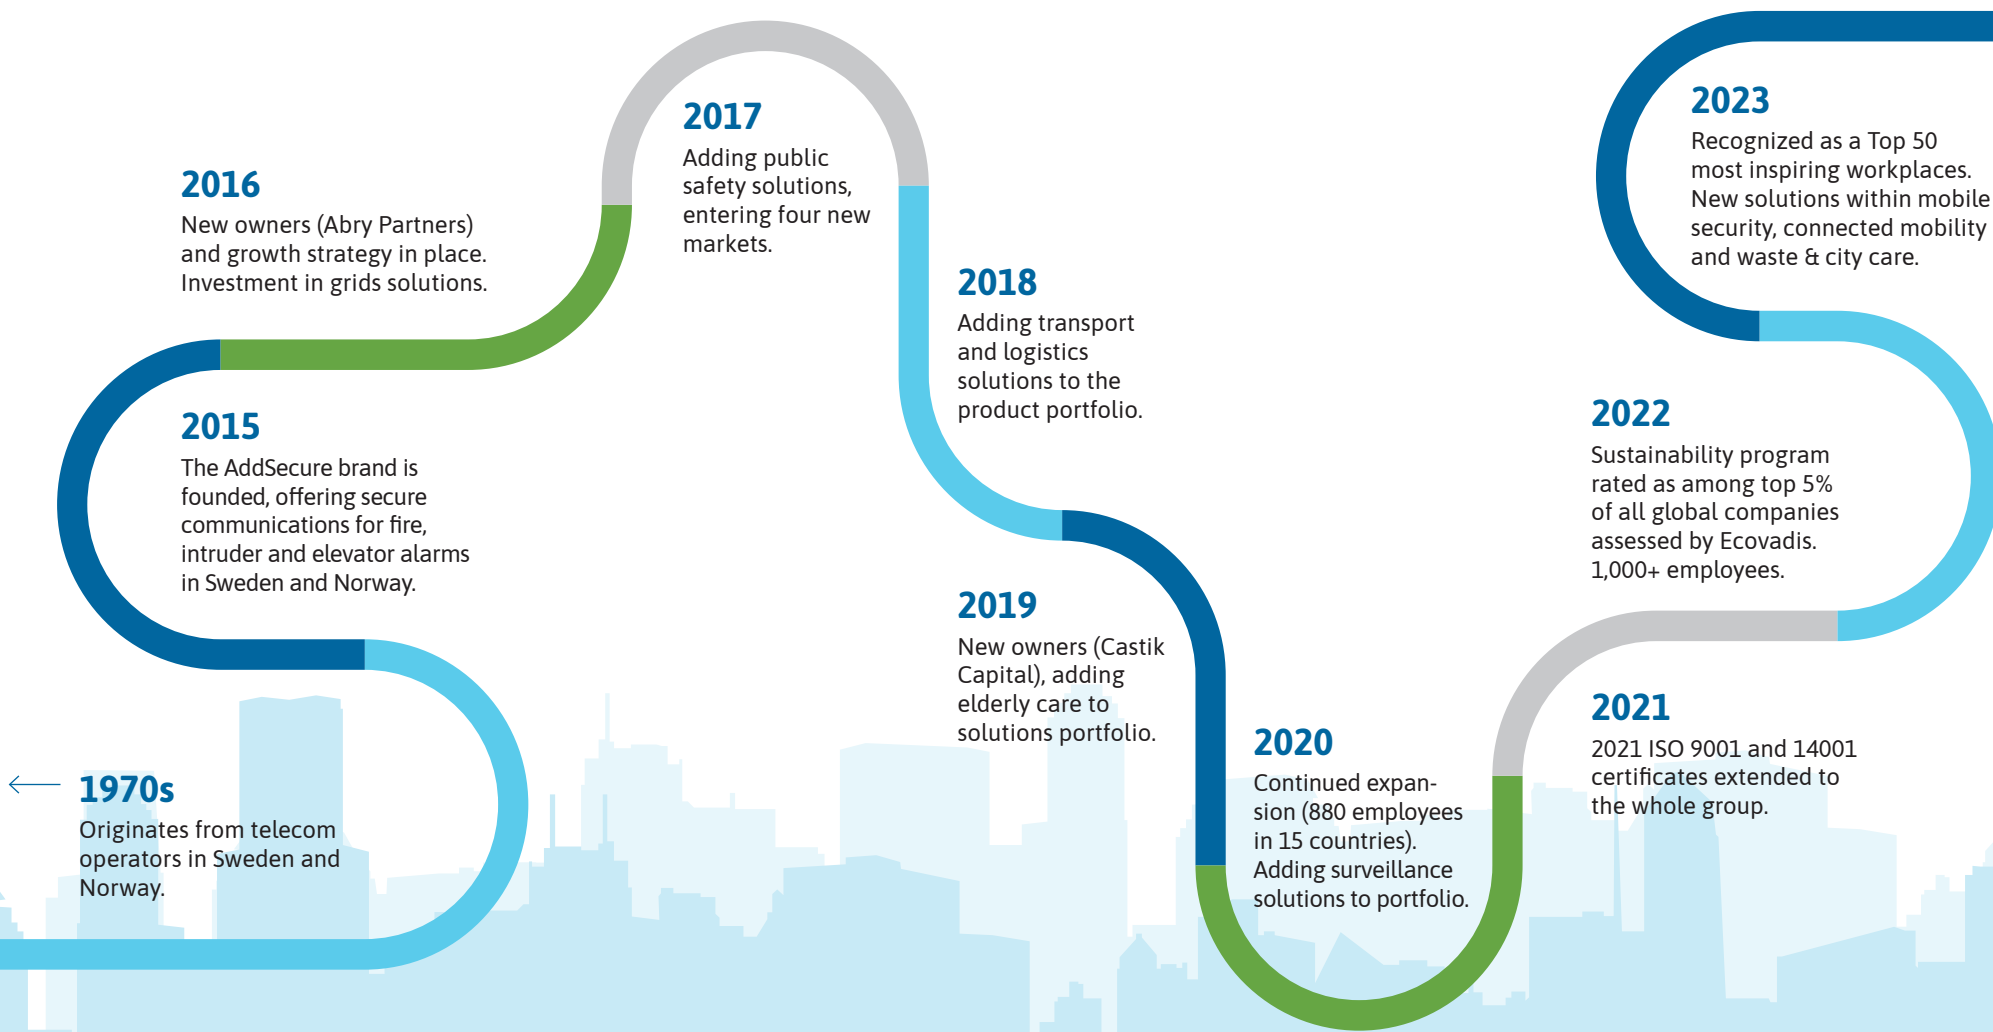 1970s
Originates from telecom
operators in Sweden and
Norway.
2015
The AddSecure brand is
founded, offering secure
communications for fire,
intruder and elevator alarms
in Sweden and Norway.
2016
New owners (Abry Partners)
and growth strategy in place.
Investment in grids solutions.
2017
Adding public
safety solutions,
entering four new
markets.
2018
Adding transport
and logistics
solutions to the
product portfolio.
2019
New owners (Castik
Capital), adding
elderly care to
solutions portfolio.
2020
Continued expan-
sion (880 employees
in 15 countries).
Adding surveillance
solutions to portfolio.
2021
2021 ISO 9001 and 14001
certificates extended to
the whole group.
2022
Sustainability program
rated as among top 5%
of all global companies
assessed by Ecovadis.
1,000+ employees.
2023
Recognized as a Top 50
most inspiring workplaces.
New solutions within mobile
security, connected mobility
and waste & city care.